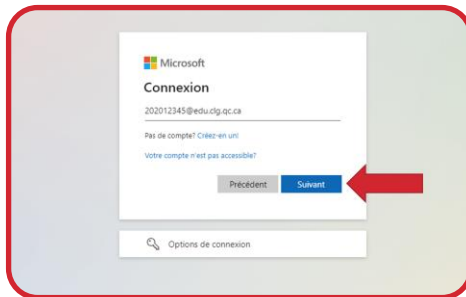 Microsoft
Connexion
202012345@edu.clg.qc.ca
Pas de compte? Créez-en un!
Votre compte n'est pas accessible?
Précédent Suivant
Options de connexion